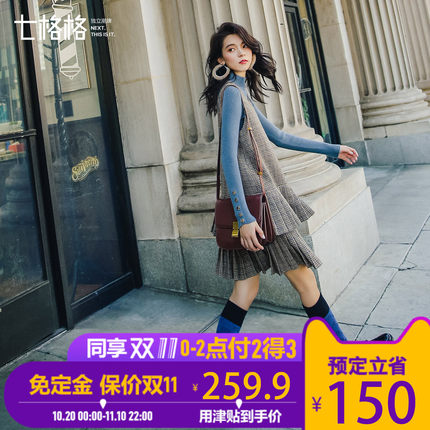 七格格
独立潮牌
NEXT.
THIS IS IT.
同享双11 0-2点付2得3
免定金 保价双11
10.20 00:00-11.10 22:00
¥259.9
用津贴到手价
预定立省
¥150